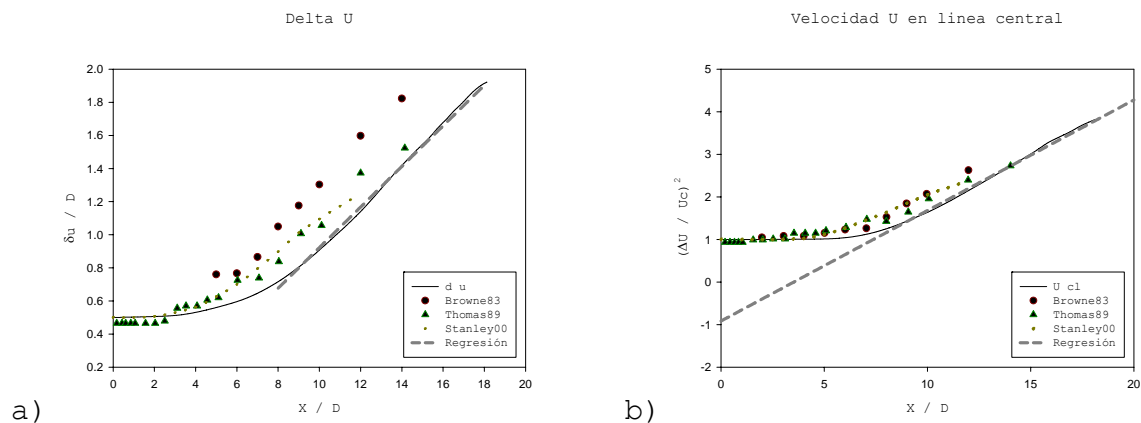 Delta U
2.0
1.8
1.6
1.4
1.2
1.0
0.8
0.6
0.4
0.2
δu / D
0 2 4 6 8 10 12 14 16 18 20
X / D
d u
Browne83
Thomas89
Stanley00
Regresión
a)
Velocidad U en linea central
5
4
3
2
1
0
-1
-2
(ΔU / Uc)²
0 5 10 15 20
X / D
U cl
Browne83
Thomas89
Stanley00
Regresión
b)